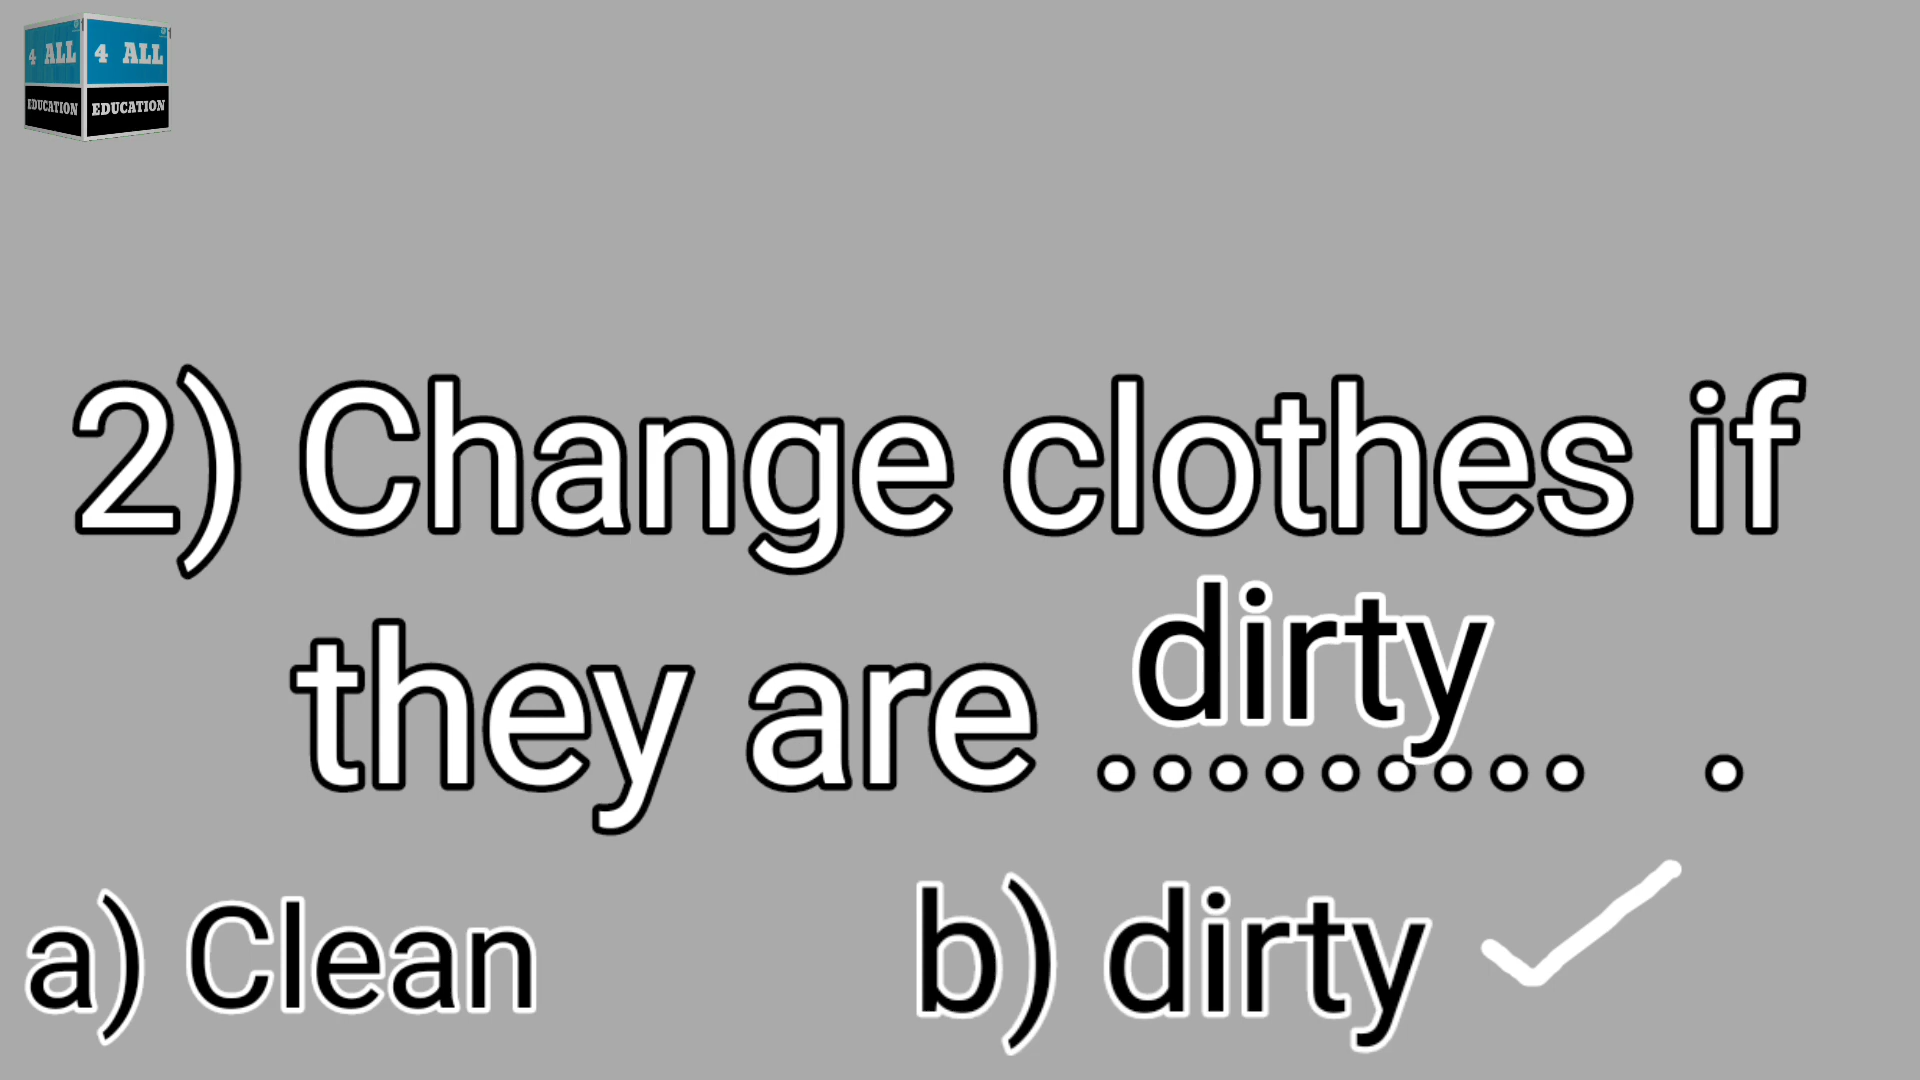 4 ALL 4 ALL
EDUCATION EDUCATION
2) Change clothes if
dirty
they are ......... .
a) Clean b) dirty